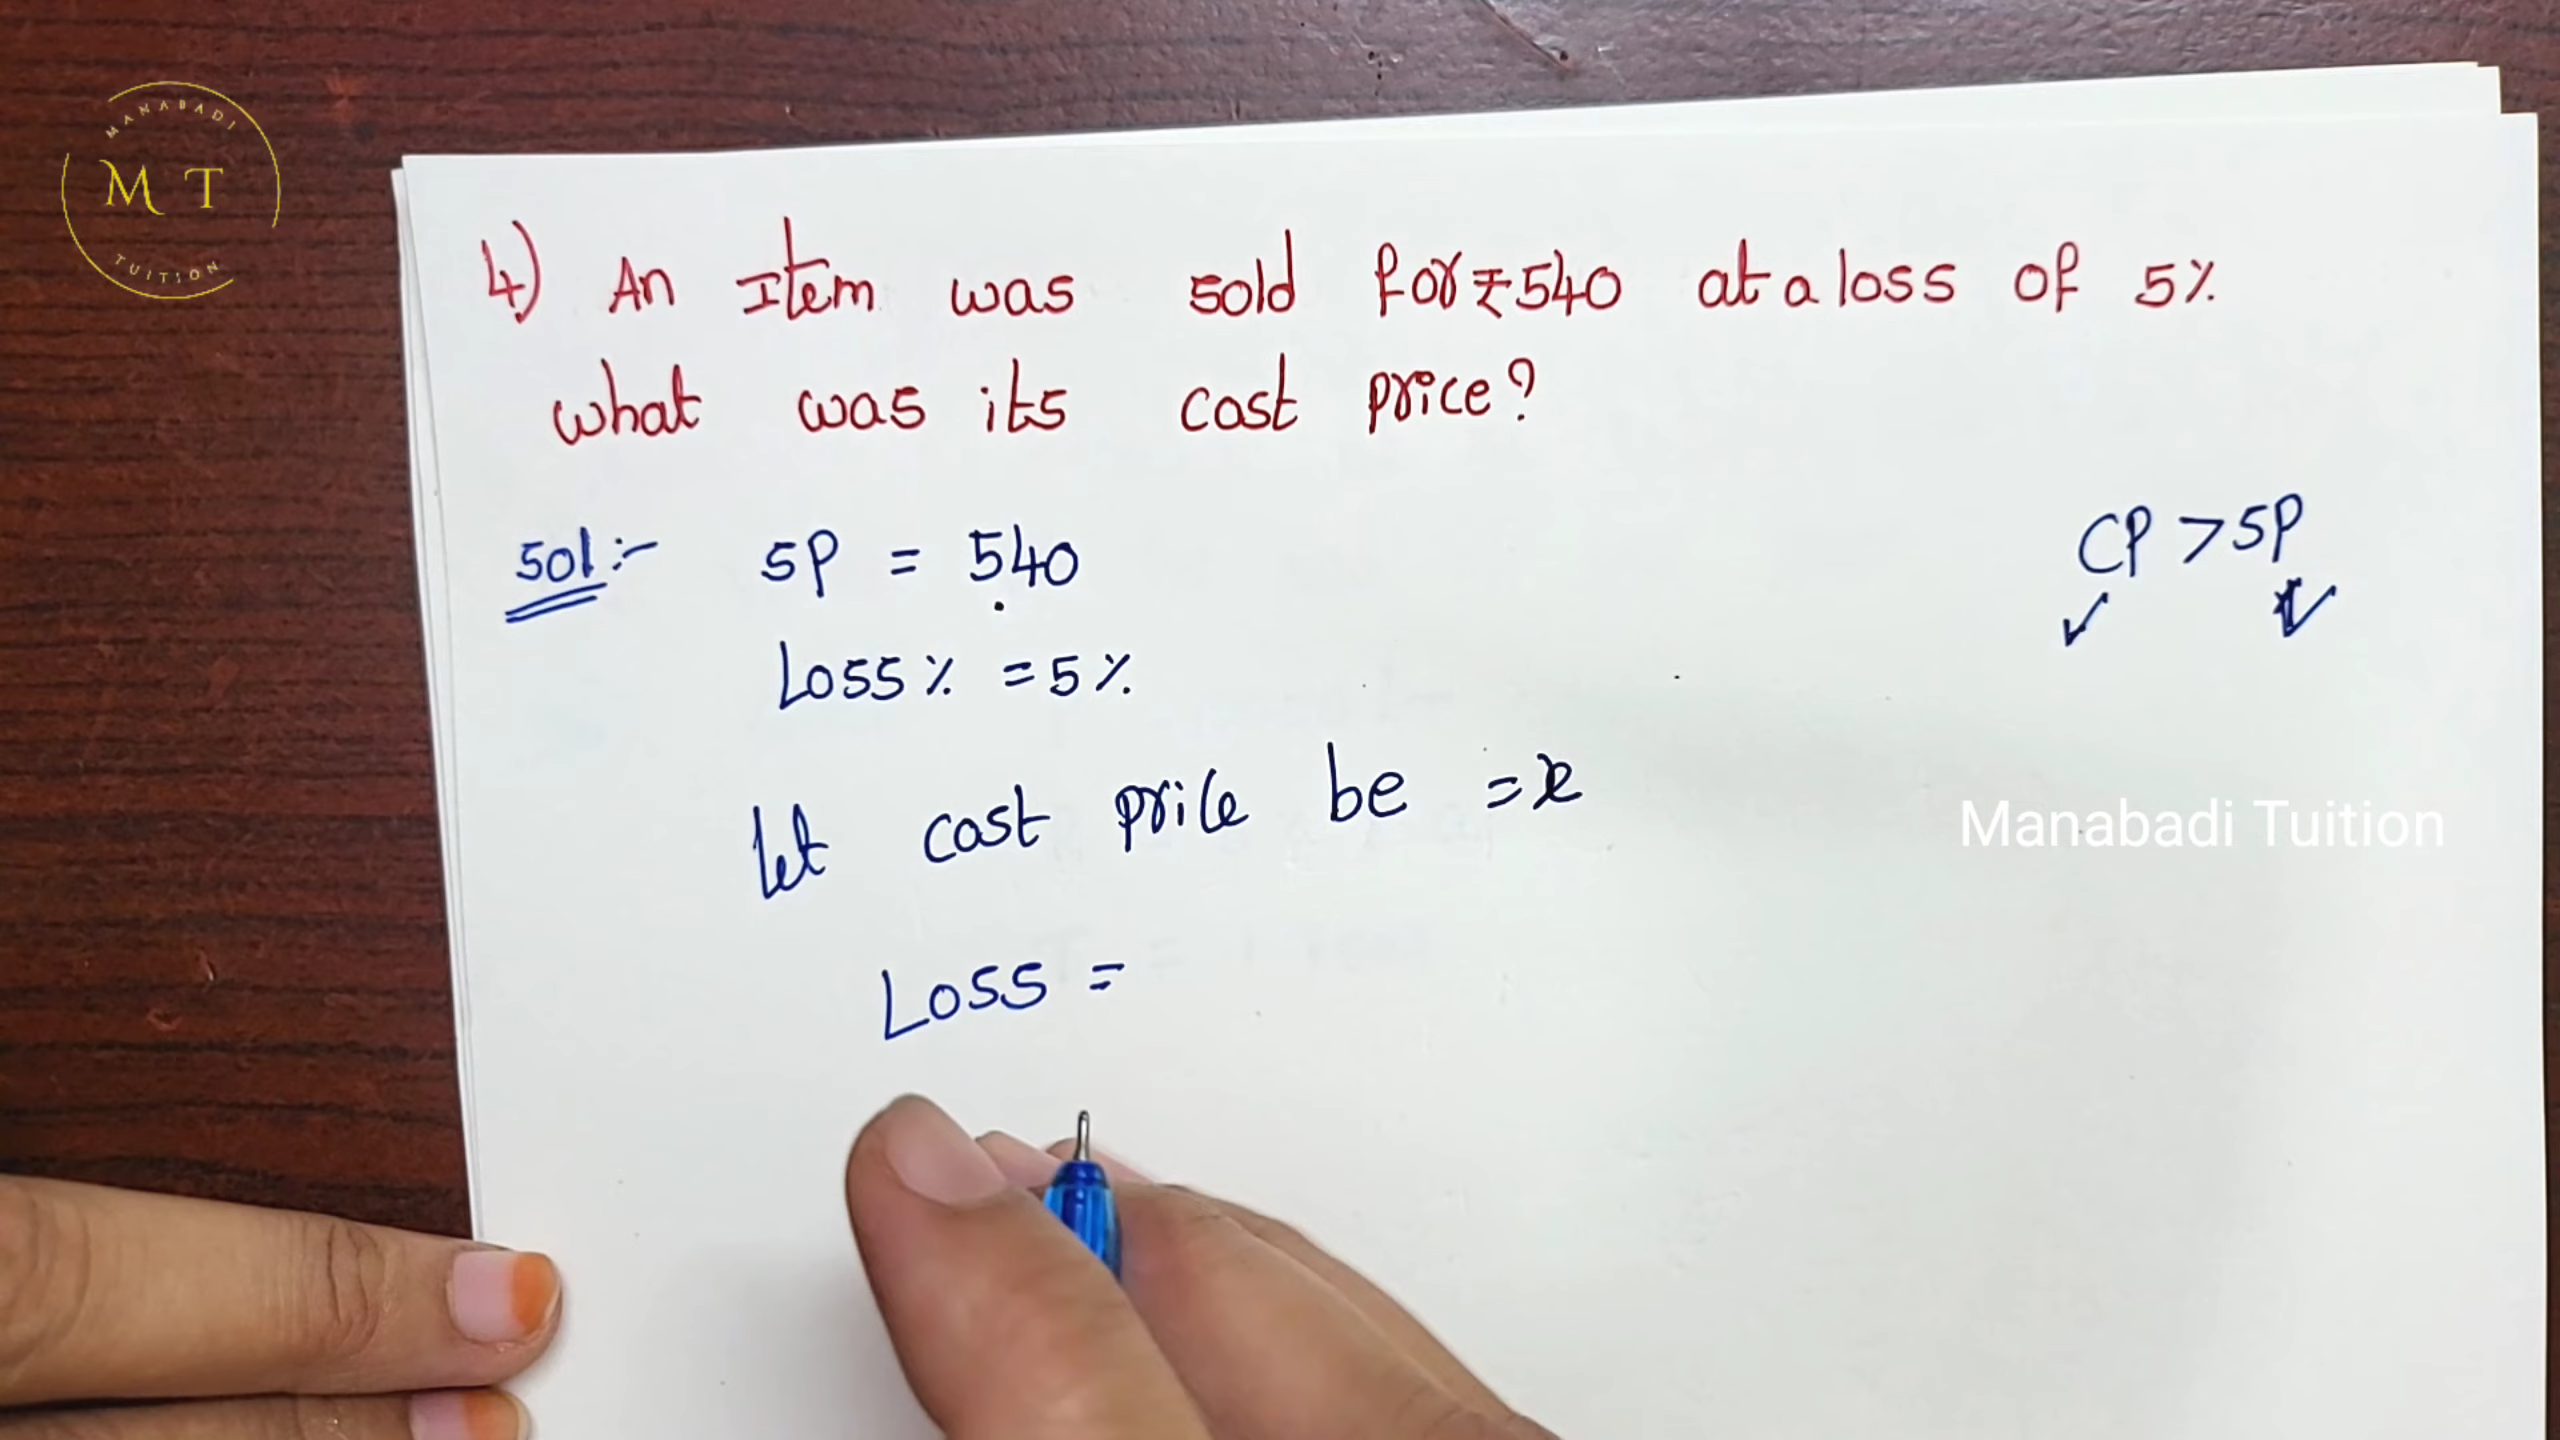 MANABADI
MT
TUITION
4) An Item was sold for ₹540 at a loss of 5%
what was its cost price?
Sol:- SP = 540
CP > SP
Loss% = 5%
Let cost price be = x
Manabadi Tuition
Loss =